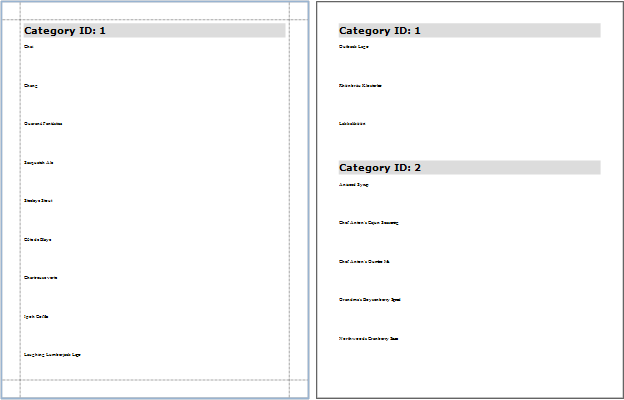 Category ID: 1
Chai
Chang
Guaraná Fantástica
Sasquatch Ale
Steeleye Stout
Côte de Blaye
Chartreuse verte
Ipoh Coffee
Laughing Lumberjack Lager
Category ID: 1
Outback Lager
Rhönbräu Klosterbier
Lakkalikööri
Category ID: 2
Aniseed Syrup
Chef Anton's Cajun Seasoning
Chef Anton's Gumbo Mix
Grandma's Boysenberry Spread
Northwoods Cranberry Sauce